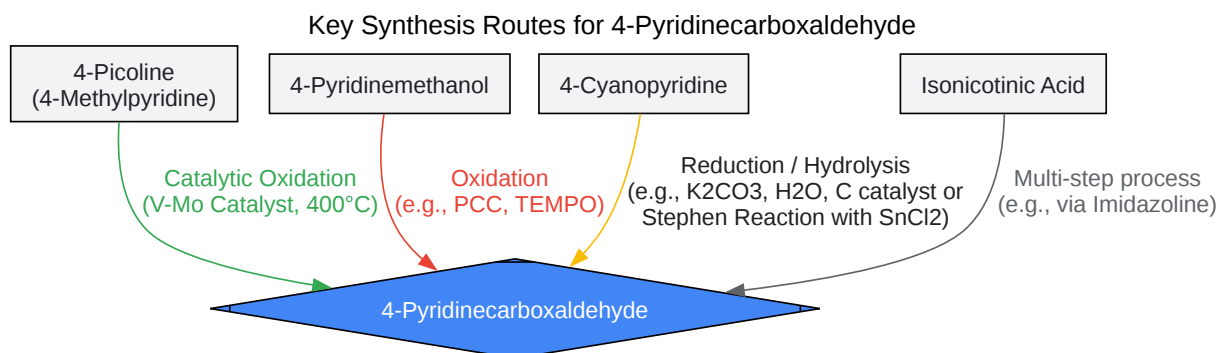 Key Synthesis Routes for 4-Pyridinecarboxaldehyde
4-Picoline
(4-Methylpyridine)
4-Pyridinemethanol
4-Cyanopyridine
Isonicotinic Acid
Catalytic Oxidation
(V-Mo Catalyst, 400°C)
Oxidation
(e.g., PCC, TEMPO)
Reduction / Hydrolysis
(e.g., K2CO3, H2O, C catalyst or
Stephen Reaction with SnCl2)
Multi-step process
(e.g., via Imidazoline)
4-Pyridinecarboxaldehyde